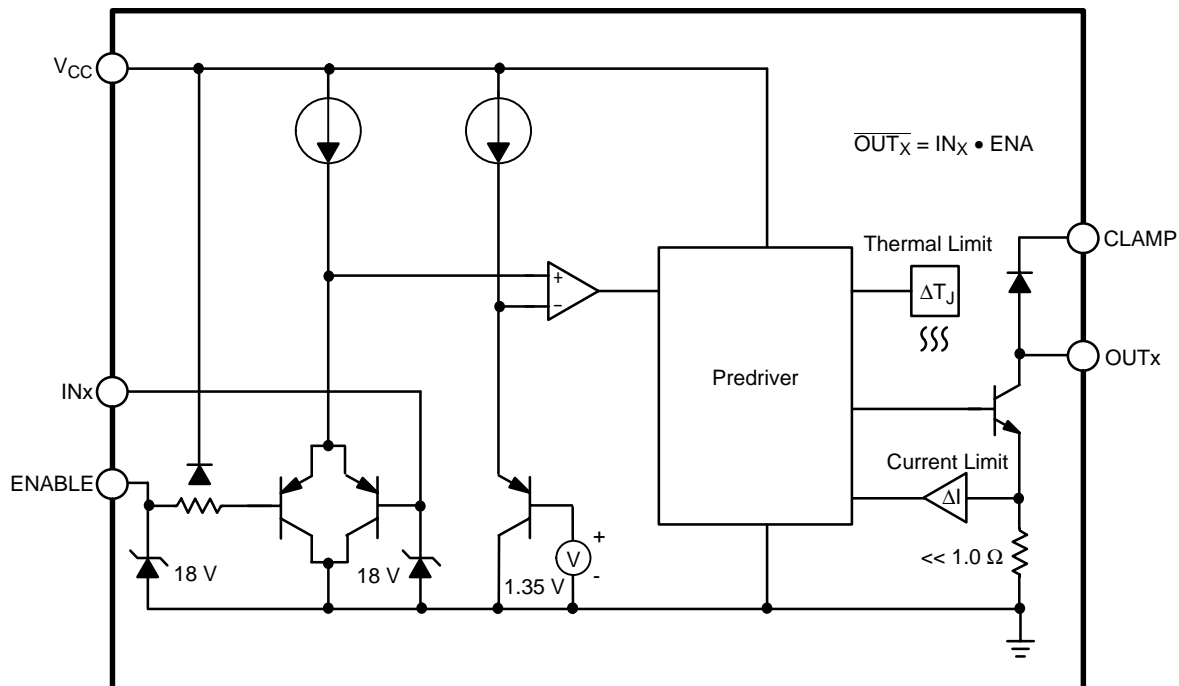 V_CC
OUT_X = IN_X • ENA
CLAMP
Thermal Limit
+
−
ΔT_J
OUTx
Predriver
INx
Current Limit
ENABLE
ΔI
+
V
<< 1.0 Ω
18 V
18 V
1.35 V
-